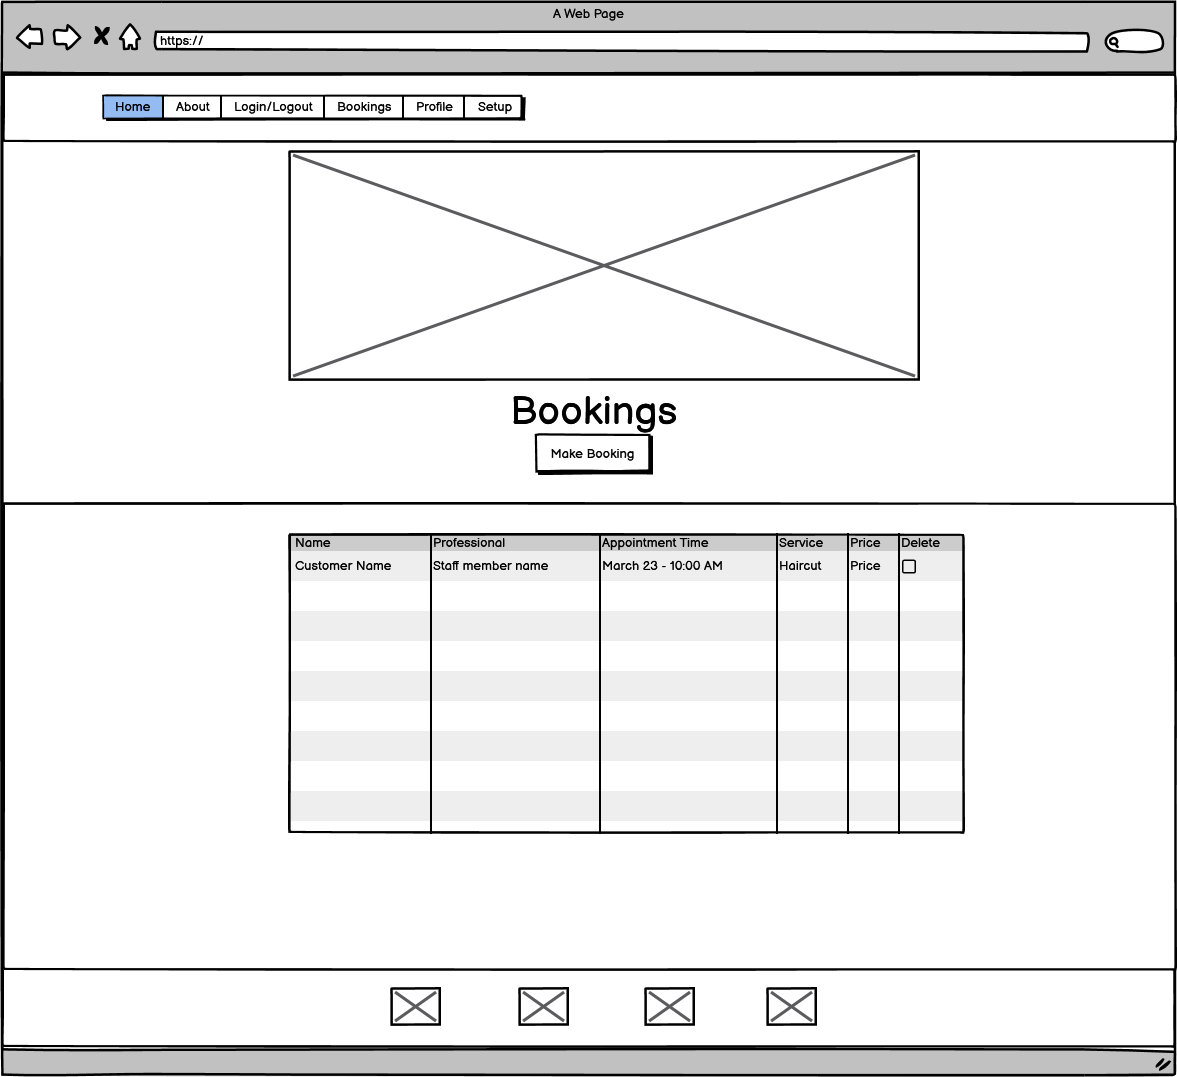 A Web Page
https://
Home About Login/Logout Bookings Profile Setup
Bookings
Make Booking
Name Professional Appointment Time Service Price Delete
Customer Name Staff member name March 23 - 10:00 AM Haircut Price